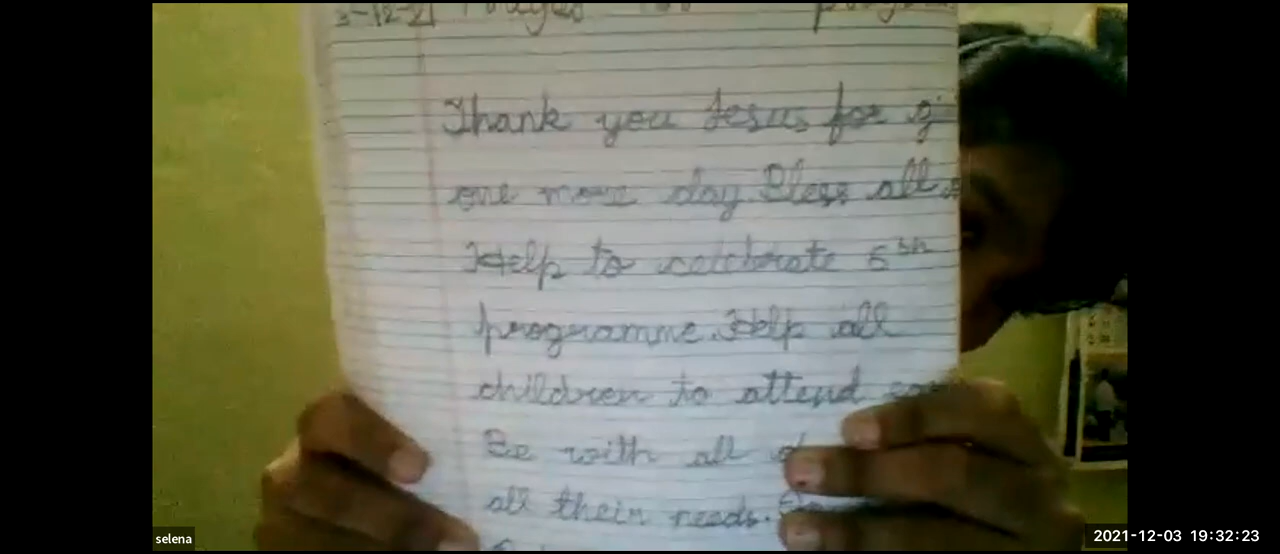 3-12-21
Thank you Jesus for
one more day. Bless all
Help to celebrate 5th
programme. Help all
children to attend
Be with all
all their needs.
selena
2021-12-03 19:32:23